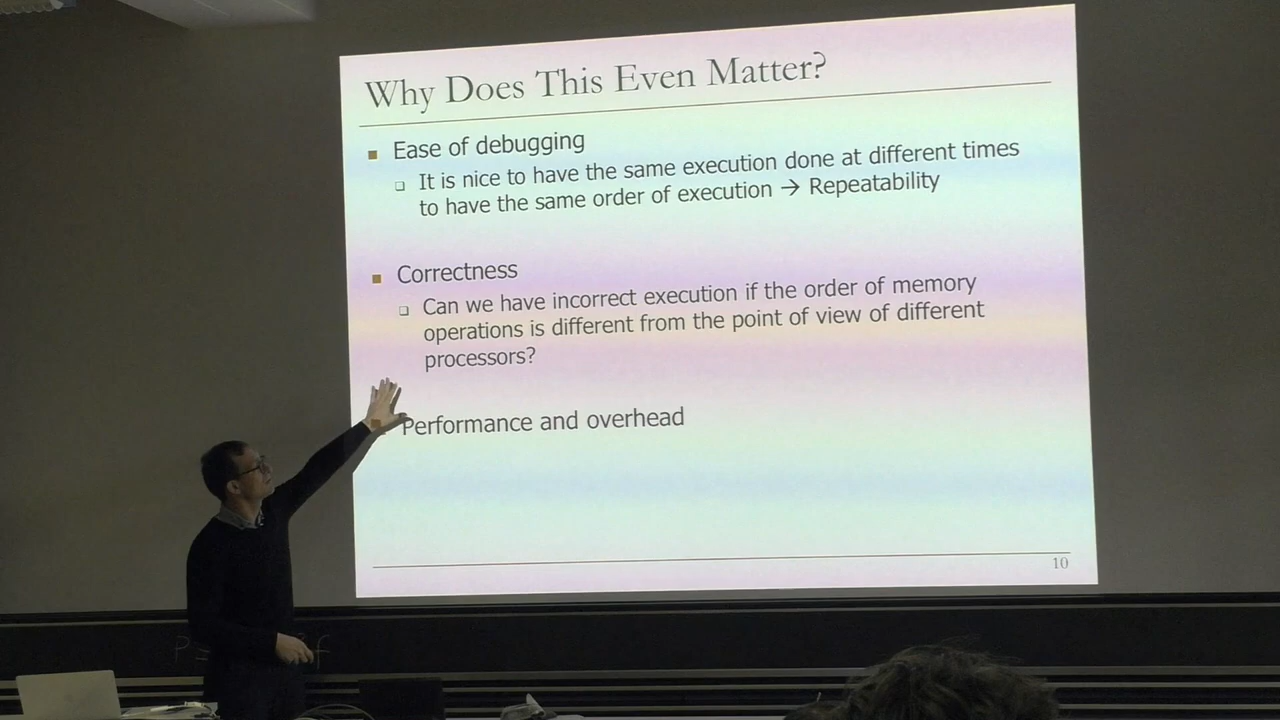 Why Does This Even Matter?
Ease of debugging
It is nice to have the same execution done at different times
to have the same order of execution → Repeatability
Correctness
Can we have incorrect execution if the order of memory
operations is different from the point of view of different
processors?
Performance and overhead
10